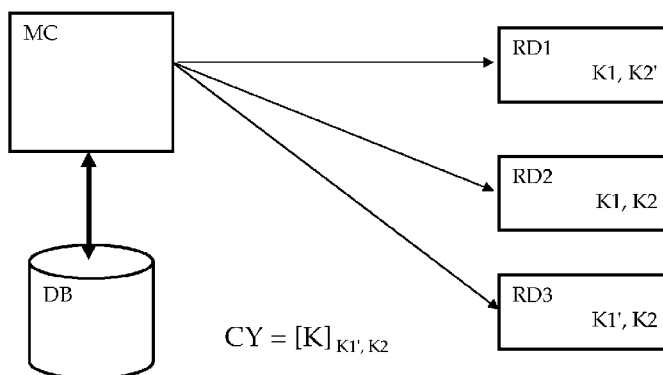 MC
RD1
K1, K2'
RD2
K1, K2
DB
RD3
K1', K2
CY = [K] K1', K2